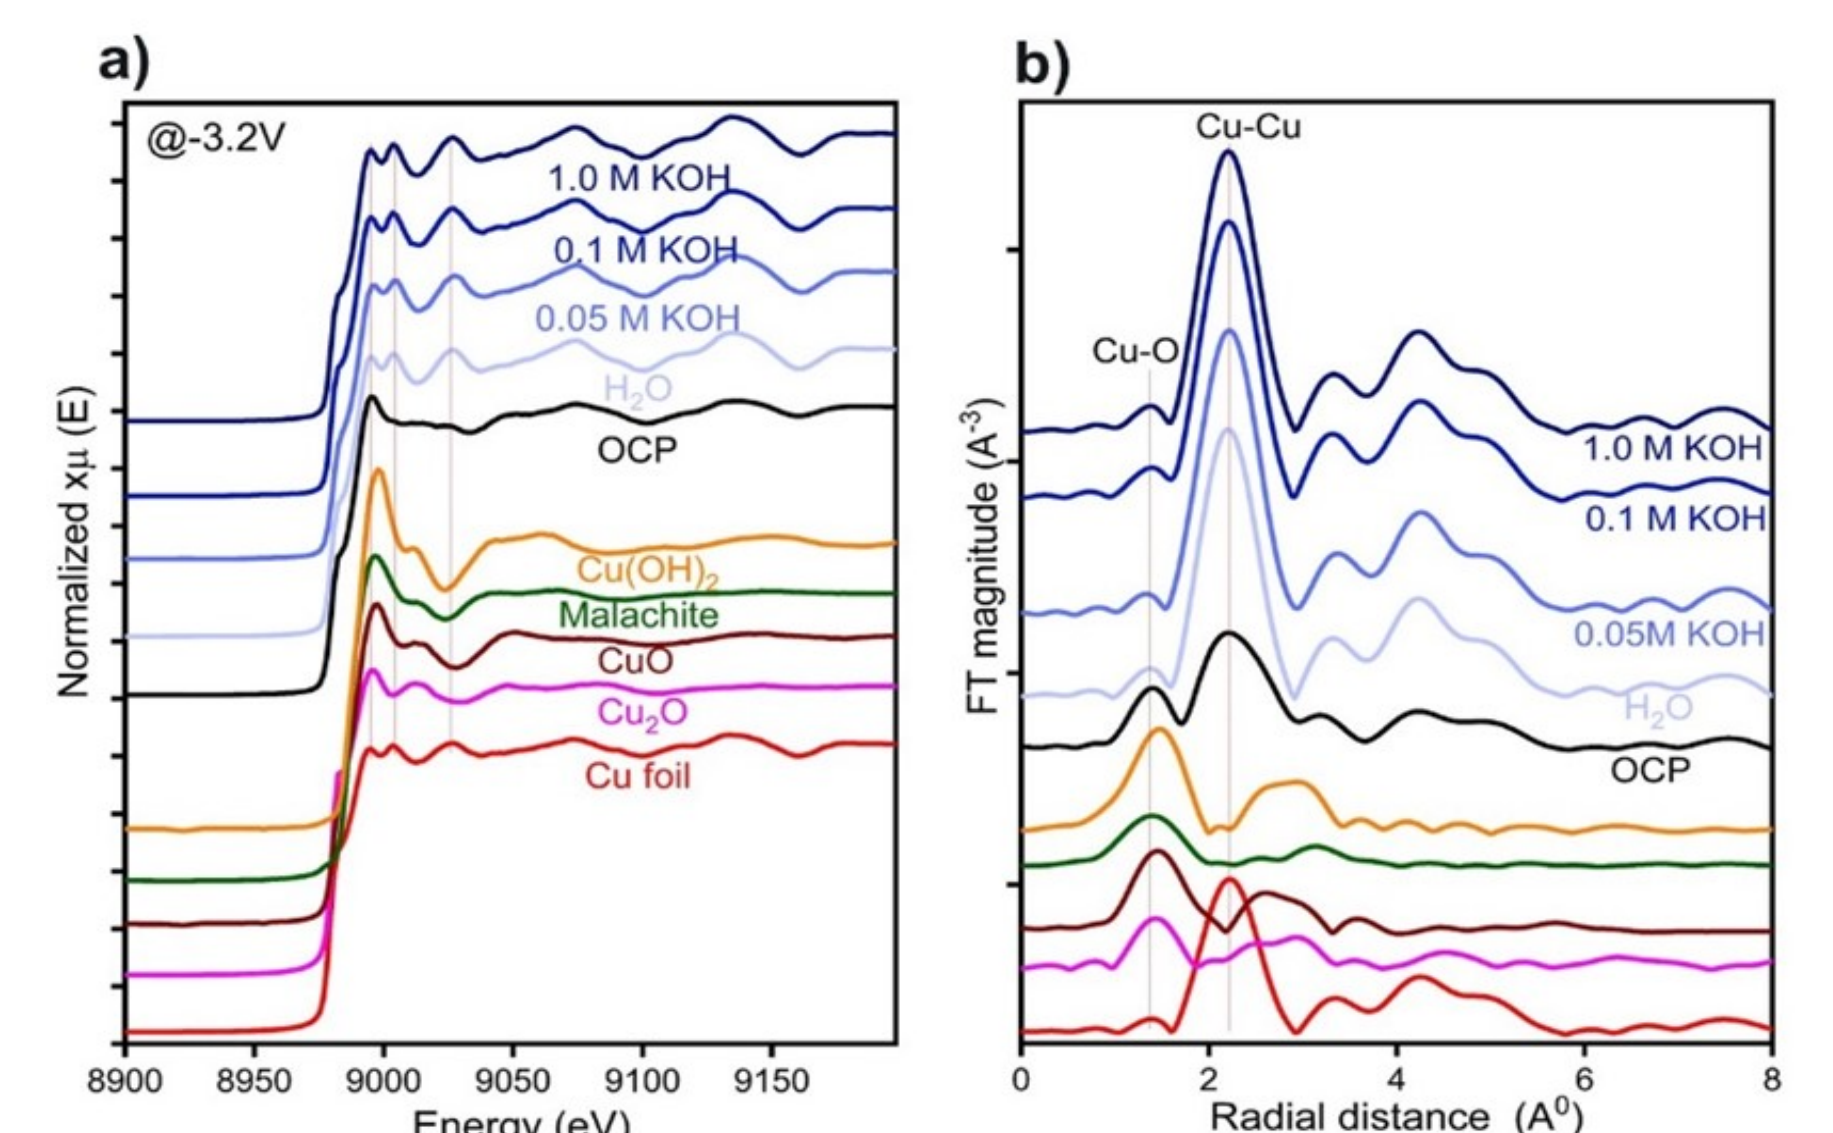 a)
@-3.2V
1.0 M KOH
0.1 M KOH
0.05 M KOH
H₂O
OCP
Cu(OH)₂
Malachite
CuO
Cu₂O
Cu foil
Normalized xμ (E)
8900 8950 9000 9050 9100 9150
Energy (eV)
b)
Cu-Cu
Cu-O
1.0 M KOH
0.1 M KOH
0.05M KOH
H₂O
OCP
FT magnitude (A⁻³)
0 2 4 6 8
Radial distance (A⁰)